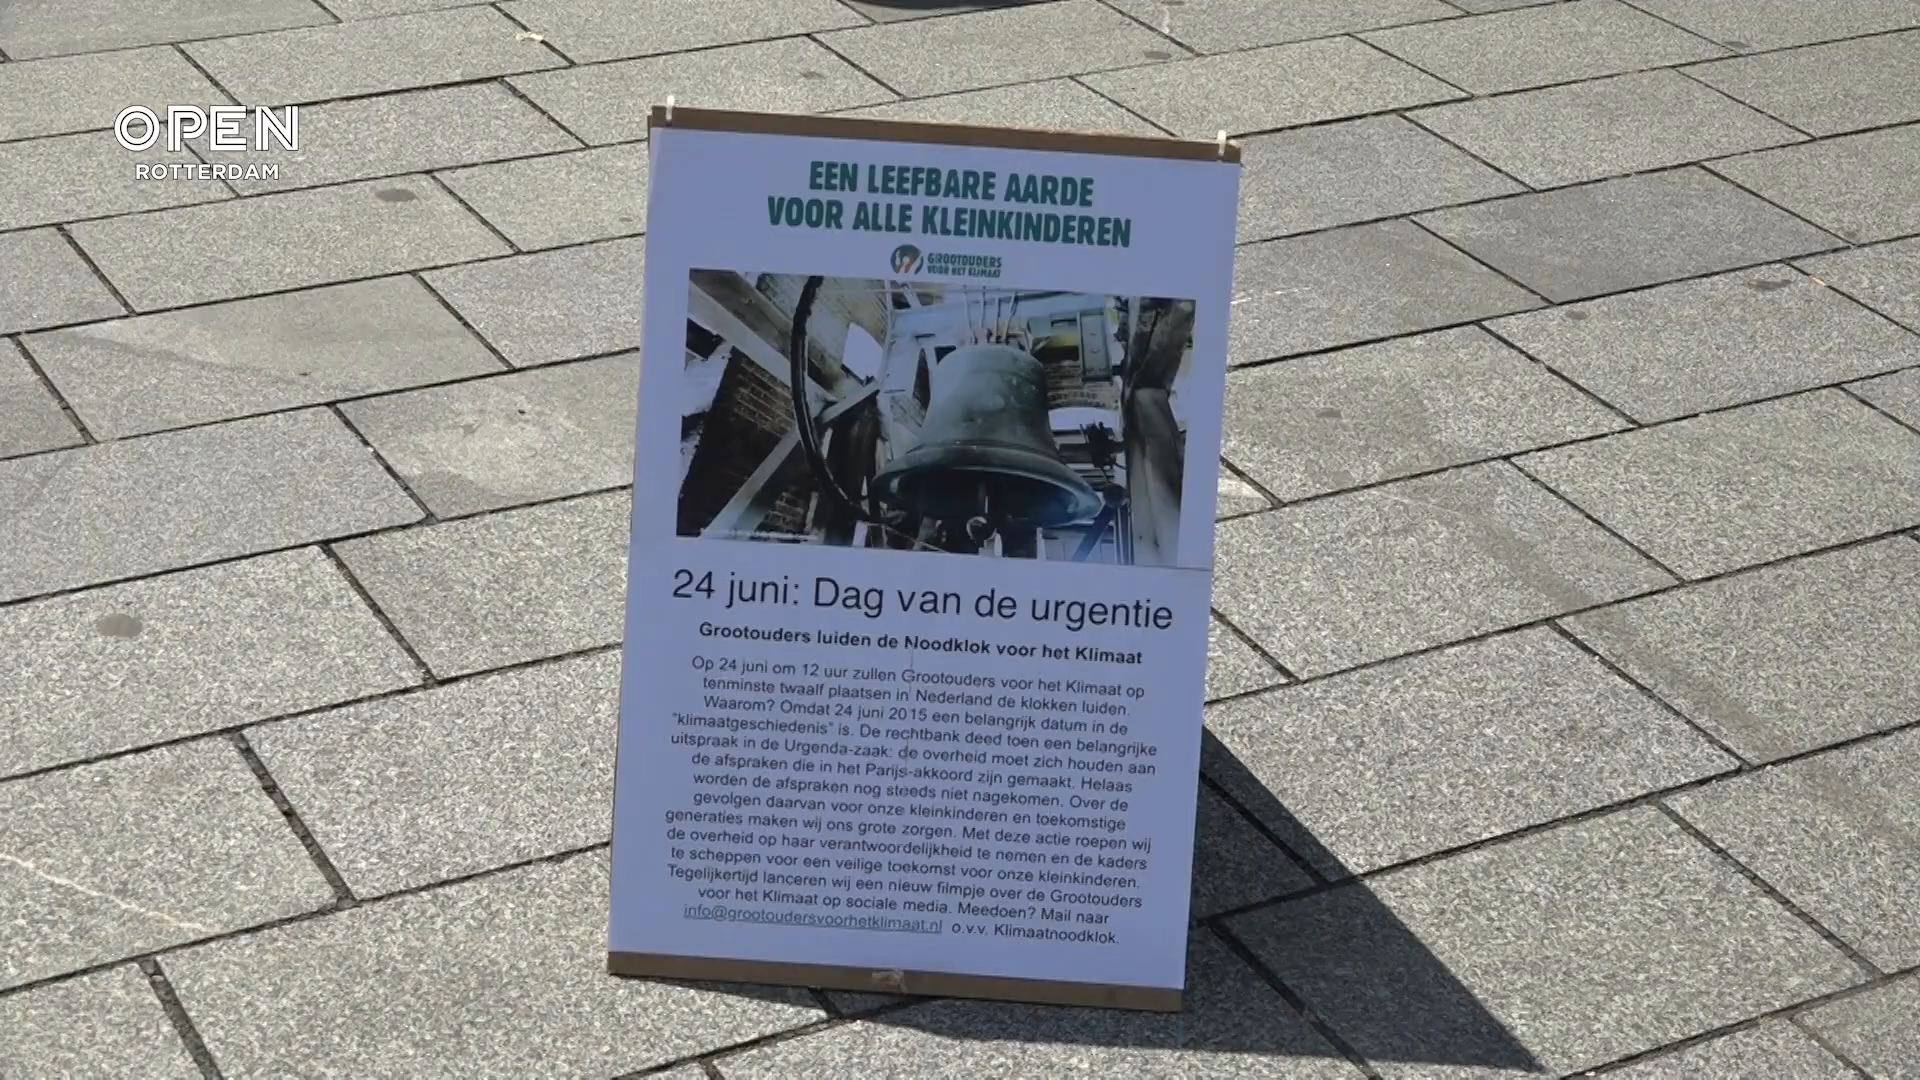 OPEN
ROTTERDAM
EEN LEEFBARE AARDE
VOOR ALLE KLEINKINDEREN
GROOTOUDERS
VOOR HET KLIMAAT
24 juni: Dag van de urgentie
Grootouders luiden de Noodklok voor het Klimaat
Op 24 juni om 12 uur zullen Grootouders voor het Klimaat op
tenminste twaalf plaatsen in Nederland de klokken luiden.
Waarom? Omdat 24 juni 2015 een belangrijk datum in de
"klimaatgeschiedenis" is. De rechtbank deed toen een belangrijke
uitspraak in de Urgenda-zaak: de overheid moet zich houden aan
de afspraken die in het Parijs-akkoord zijn gemaakt. Helaas
worden de afspraken nog steeds niet nagekomen. Over de
gevolgen daarvan voor onze kleinkinderen en toekomstige
generaties maken wij ons grote zorgen. Met deze actie roepen wij
de overheid op haar verantwoordelijkheid te nemen en de kaders
te scheppen voor een veilige toekomst voor onze kleinkinderen.
Tegelijkertijd lanceren wij een nieuw filmpje over de Grootouders
voor het Klimaat op sociale media. Meedoen? Mail naar
info@grootoudersvoorhetklimaat.nl o.v.v. Klimaatnoodklok.